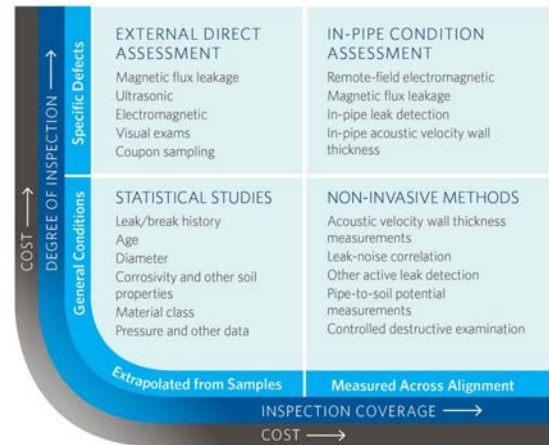 EXTERNAL DIRECT
ASSESSMENT
Magnetic flux leakage
Ultrasonic
Electromagnetic
Visual exams
Coupon sampling
IN-PIPE CONDITION
ASSESSMENT
Remote-field electromagnetic
Magnetic flux leakage
In-pipe leak detection
In-pipe acoustic velocity wall
thickness
STATISTICAL STUDIES
Leak/break history
Age
Diameter
Corrosivity and other soil
properties
Material class
Pressure and other data
NON-INVASIVE METHODS
Acoustic velocity wall thickness
measurements
Leak-noise correlation
Other active leak detection
Pipe-to-soil potential
measurements
Controlled destructive examination
COST
DEGREE OF INSPECTION
Specific Defects
General Conditions
Extrapolated from Samples
Measured Across Alignment
INSPECTION COVERAGE
COST